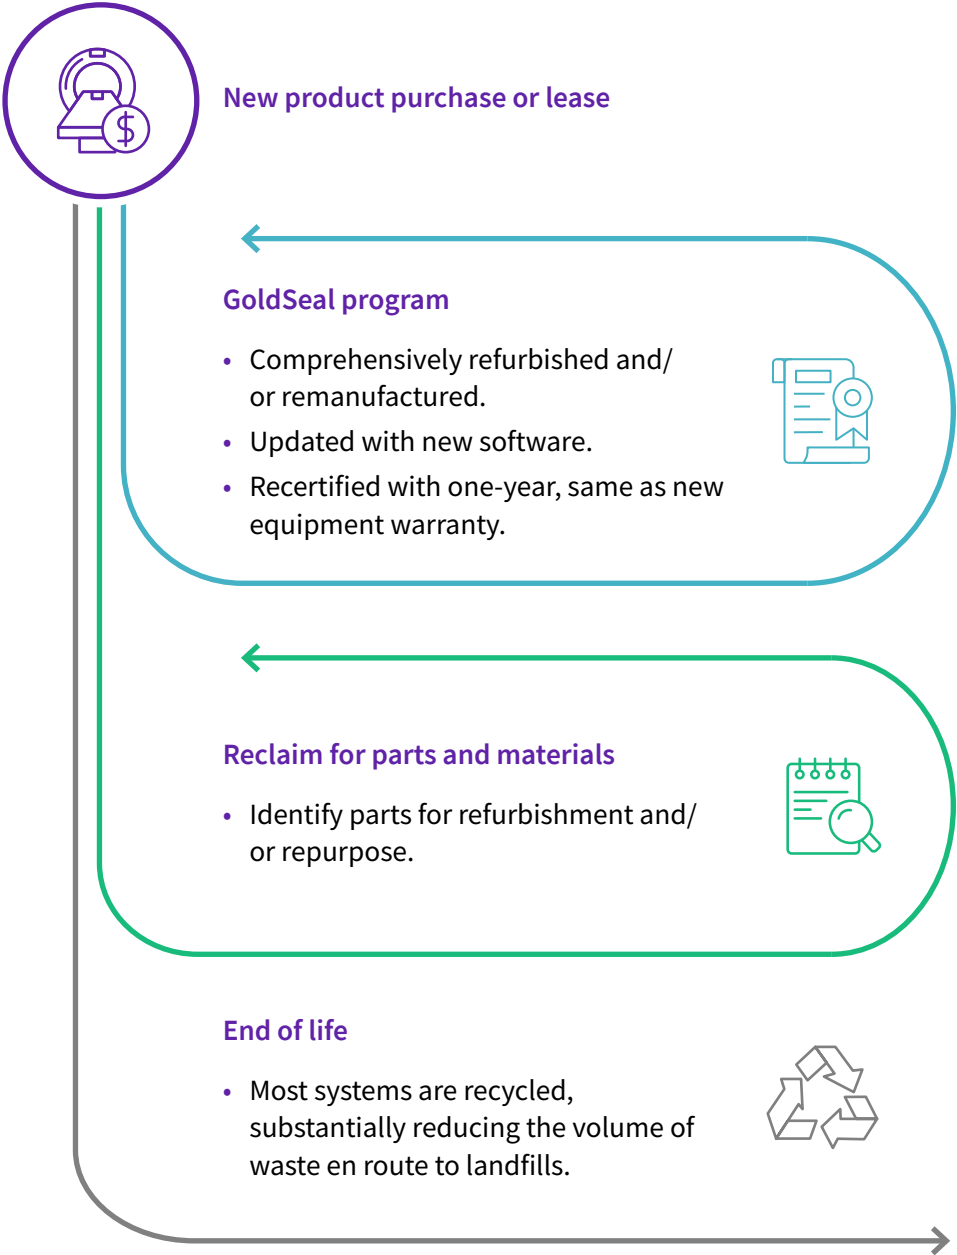 $
New product purchase or lease
GoldSeal program
• Comprehensively refurbished and/
or remanufactured.
• Updated with new software.
• Recertified with one-year, same as new
equipment warranty.
Reclaim for parts and materials
• Identify parts for refurbishment and/
or repurpose.
End of life
• Most systems are recycled,
substantially reducing the volume of
waste en route to landfills.